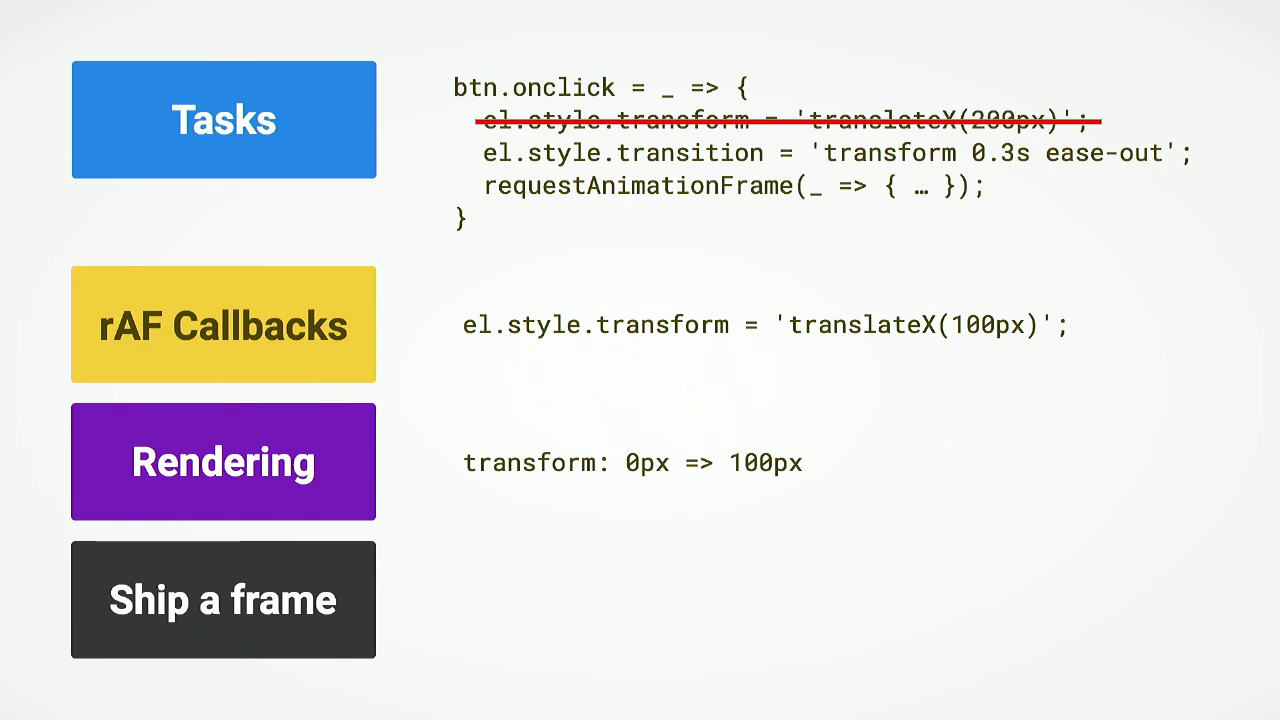 Tasks
btn.onclick = _ => {
el.style.transform = 'translateX(200px)';
el.style.transition = 'transform 0.3s ease-out';
requestAnimationFrame(_ => { … });
}
rAF Callbacks
el.style.transform = 'translateX(100px)';
Rendering
transform: 0px => 100px
Ship a frame